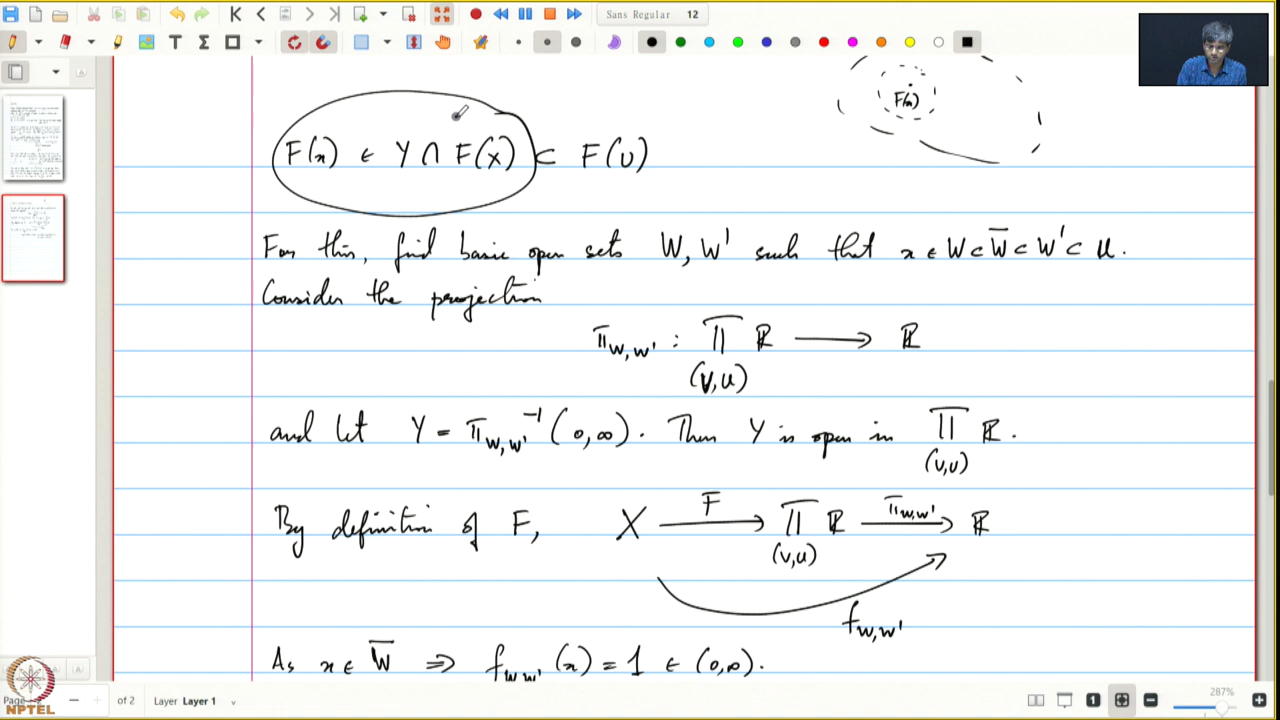 Sans Regular 12
F(x)
F(x) ∈ Y ∩ F(X) ⊂ F(U)
For this, find basic open sets W, W' such that x ∈ W ⊂ W̅ ⊂ W' ⊂ U.
Consider the projection
π_{W,W'} : ∏_{(V,U)} ℝ ⟶ ℝ
and let Y = π_{W,W'}^{-1} (0,∞). Then Y is open in ∏_{(V,U)} ℝ.
By definition of F, X ⟶^{F} ∏_{(V,U)} ℝ ⟶^{π_{W,W'}} ℝ
f_{W,W'}
As x ∈ W̅ ⇒ f_{W,W'} (x) = 1 ∈ (0,∞).
NPTEL
Page
of 2
Layer Layer 1
1
287%